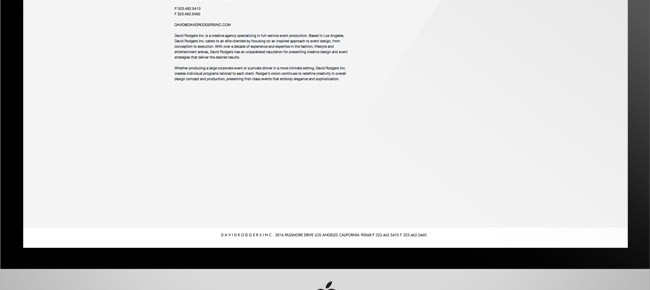 P 323.462.5410
F 323.462.5460
DAVID@DAVIDRODGERSINC.COM
David Rodgers Inc. is a creative agency specializing in full-service event production. Based in Los Angeles,
David Rodgers Inc. caters to an elite clientele by focusing on an inspired approach to event design, from
conception to execution. With over a decade of experience and expertise in the fashion, lifestyle and
entertainment areas, David Rodgers has an unparalleled reputation for presenting creative design and event
strategies that deliver the desired results.
Whether producing a large corporate event or a private dinner in a more intimate setting, David Rodgers Inc.
creates individual programs tailored to each client. Rodger's vision continues to redefine creativity in overall
design concept and production, presenting first-class events that embody elegance and sophistication.
DAVIDRODGERSINC 3016 PASSMORE DRIVE LOS ANGELES CALIFORNIA 90068 P 323.462.5410 F 323.462.5460